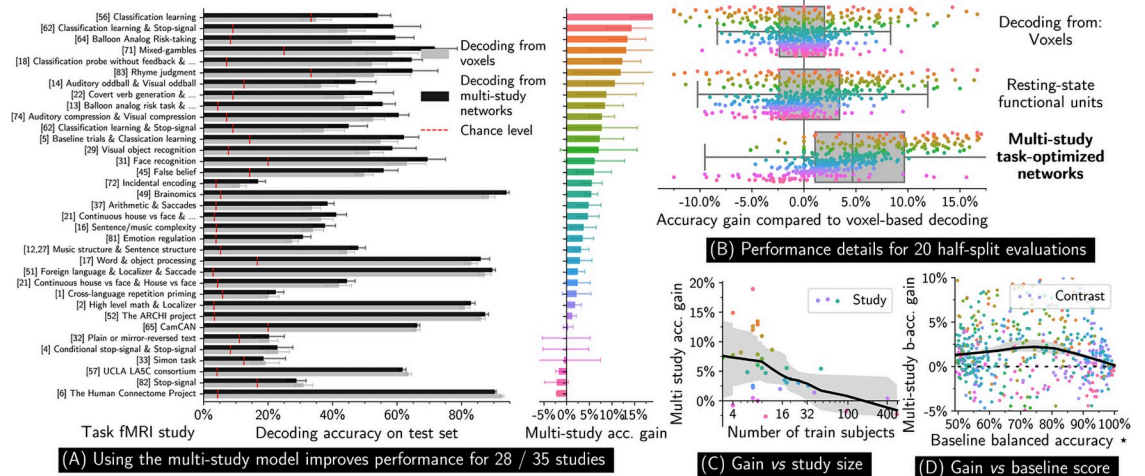 [56] Classification learning
[62] Classification learning & Stop-signal
[64] Balloon Analog Risk-taking
[71] Mixed-gambles
[18] Classification probe without feedback & ...
[83] Rhyme judgment
[14] Auditory oddball & Visual oddball
[22] Covert verb generation & ...
[13] Balloon analog risk task & ...
[74] Auditory compression & Visual compression
[62] Classification learning & Stop-signal
[5] Baseline trials & Classication learning
[29] Visual object recognition
[31] Face recognition
[45] False belief
[72] Incidental encoding
[49] Brainomics
[37] Arithmetic & Saccades
[21] Continuous house vs face & ...
[16] Sentence/music complexity
[81] Emotion regulation
[12,27] Music structure & Sentence structure
[17] Word & object processing
[51] Foreign language & Localizer & Saccade
[21] Continuous house vs face & House vs face
[1] Cross-language repetition priming
[2] High level math & Localizer
[52] The ARCHI project
[65] CamCAN
[32] Plain or mirror-reversed text
[4] Conditional stop-signal & Stop-signal
[33] Simon task
[57] UCLA LA5C consortium
[82] Stop-signal
[6] The Human Connectome Project
Task fMRI study
Decoding from
voxels
Decoding from
multi-study
networks
Chance level
0% 20% 40% 60% 80%
Decoding accuracy on test set
-5% 0% 5% 10% 15%
Multi-study acc. gain
(A) Using the multi-study model improves performance for 28 / 35 studies
Decoding from:
Voxels
Resting-state
functional units
Multi-study
task-optimized
networks
-10.0% -5.0% 0.0% 2.5% 5.0% 7.5% 10.0% 15.0%
Accuracy gain compared to voxel-based decoding
(B) Performance details for 20 half-split evaluations
Multi study acc. gain
20%
15%
10%
5%
0%
Study
4 16 32 100 400
Number of train subjects
(C) Gain vs study size
Multi-study b-acc. gain
10%
5%
0%
-5%
Contrast
50% 60% 70% 80% 90% 100%
Baseline balanced accuracy ⋆
(D) Gain vs baseline score